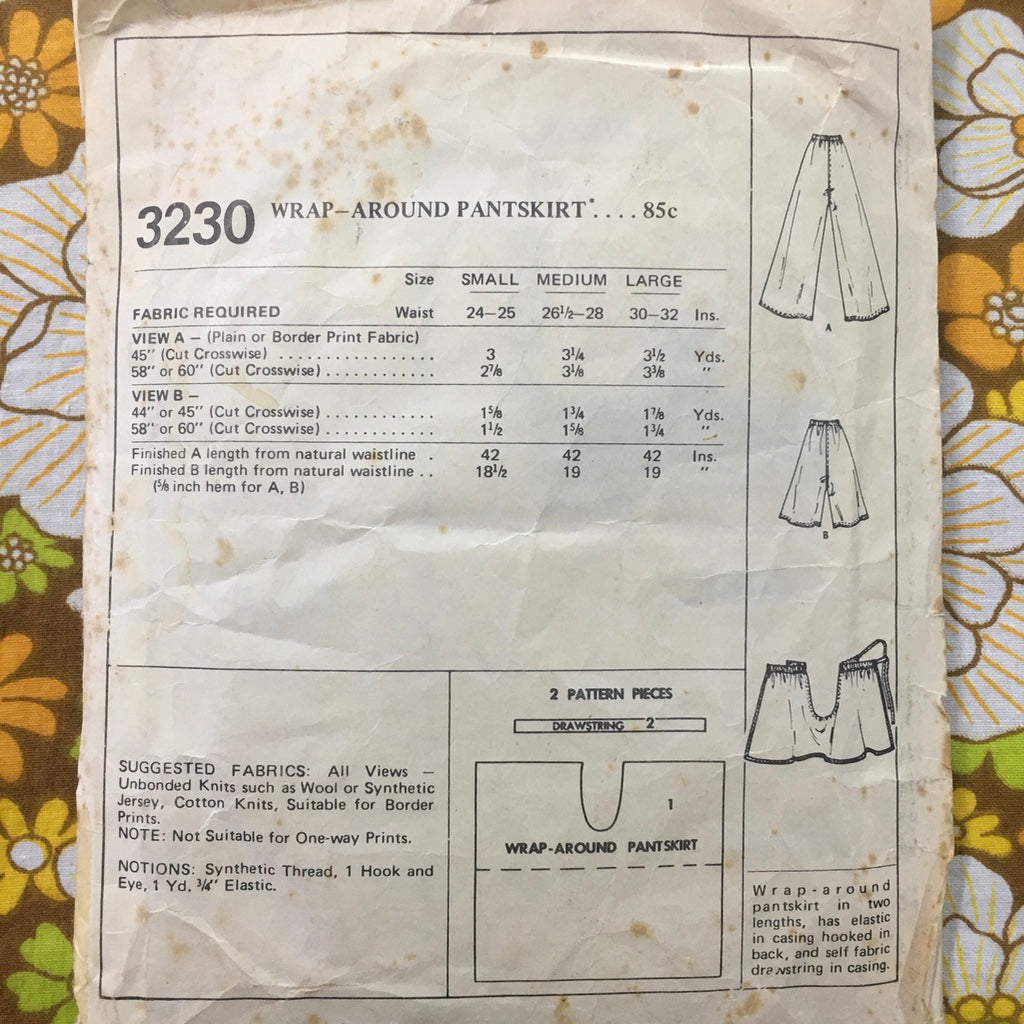 3230 WRAP–AROUND PANTSKIRT*.... 85c
Size SMALL MEDIUM LARGE
FABRIC REQUIRED Waist 24–25 26½–28 30–32 Ins.
VIEW A – (Plain or Border Print Fabric)
45" (Cut Crosswise) ................. 3 3¼ 3½ Yds.
58" or 60" (Cut Crosswise) ............ 2⅞ 3⅛ 3⅜ "
VIEW B –
44" or 45" (Cut Crosswise) ............ 1⅝ 1¾ 1⅞ Yds.
58" or 60" (Cut Crosswise) ............ 1½ 1⅝ 1¾ "
Finished A length from natural waistline . 42 42 42 Ins.
Finished B length from natural waistline .. 18½ 19 19 "
(⅝ inch hem for A, B)
A
B
SUGGESTED FABRICS: All Views –
Unbonded Knits such as Wool or Synthetic
Jersey, Cotton Knits, Suitable for Border
Prints.
NOTE: Not Suitable for One-way Prints.
NOTIONS: Synthetic Thread, 1 Hook and
Eye, 1 Yd. ¾" Elastic.
2 PATTERN PIECES
DRAWSTRING 2
1
WRAP-AROUND PANTSKIRT
Wrap-around
pantskirt in two
lengths, has elastic
in casing hooked in
back, and self fabric
drawstring in casing.